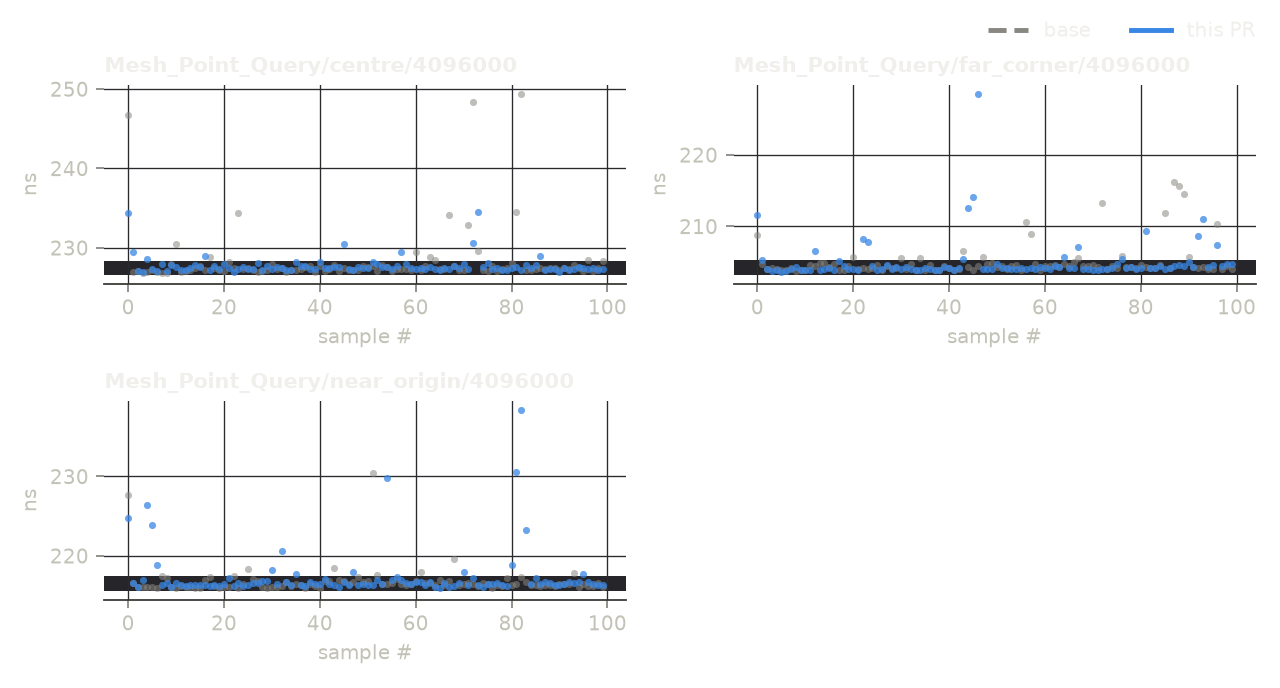 base this PR
Mesh_Point_Query/centre/4096000
250
240
230
ns
0 20 40 60 80 100
sample #
Mesh_Point_Query/far_corner/4096000
220
210
ns
0 20 40 60 80 100
sample #
Mesh_Point_Query/near_origin/4096000
230
220
ns
0 20 40 60 80 100
sample #